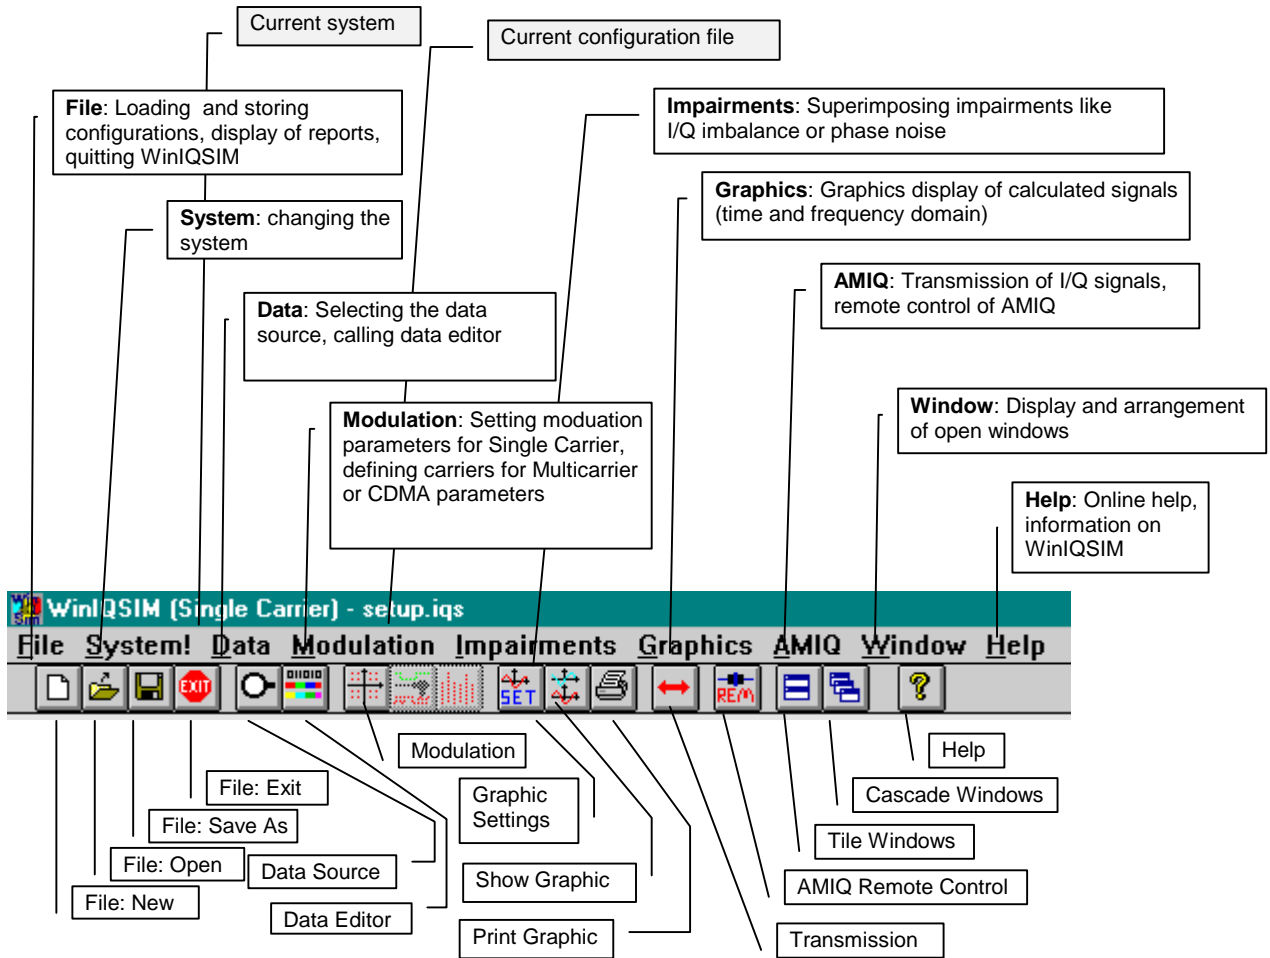 Current system
Current configuration file
File: Loading and storing
configurations, display of reports,
quitting WinIQSIM
Impairments: Superimposing impairments like
I/Q imbalance or phase noise
System: changing the
system
Graphics: Graphics display of calculated signals
(time and frequency domain)
Data: Selecting the data
source, calling data editor
AMIQ: Transmission of I/Q signals,
remote control of AMIQ
Modulation: Setting moduation
parameters for Single Carrier,
defining carriers for Multicarrier
or CDMA parameters
Window: Display and arrangement
of open windows
Help: Online help,
information on
WinIQSIM
WinIQSIM (Single Carrier) - setup.iqs
File System! Data Modulation Impairments Graphics AMIQ Window Help
EXIT
SET
REM
?
Modulation
Help
File: Exit
Graphic
Settings
Cascade Windows
File: Save As
Tile Windows
File: Open
Data Source
Show Graphic
AMIQ Remote Control
File: New
Data Editor
Print Graphic
Transmission